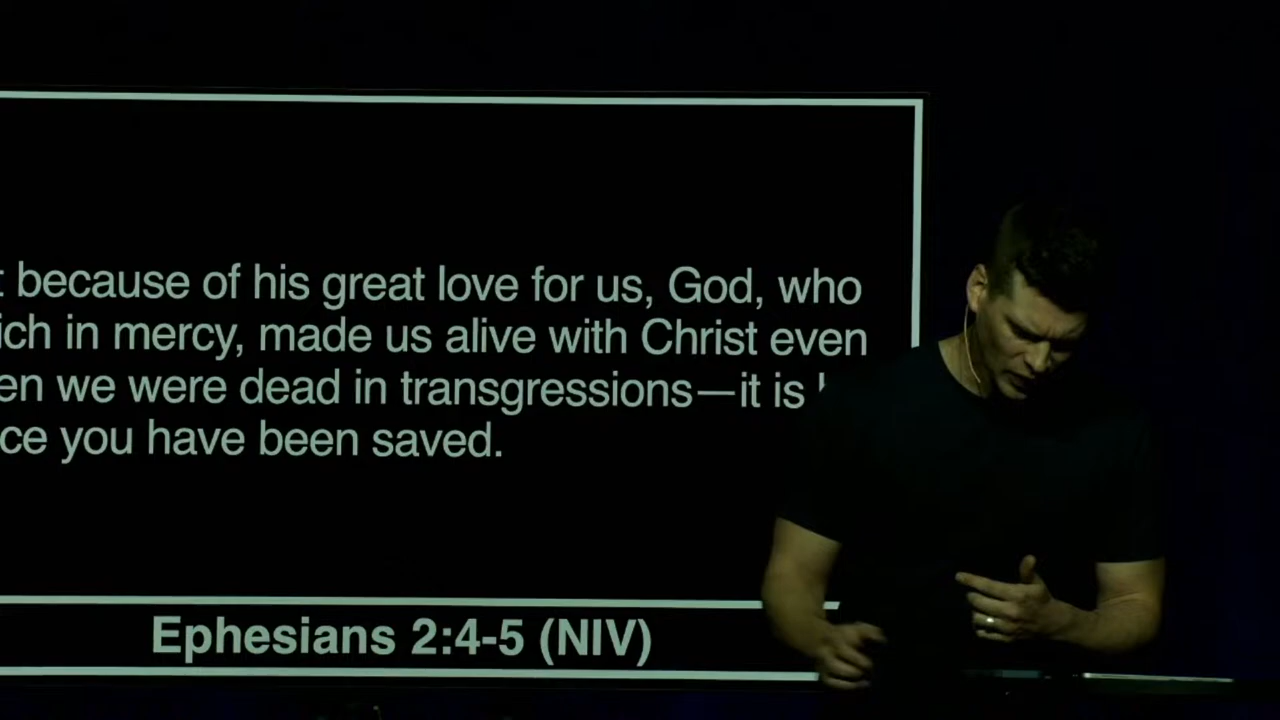 because of his great love for us, God, who
ich in mercy, made us alive with Christ even
en we were dead in transgressions—it is
ce you have been saved.
Ephesians 2:4-5 (NIV)